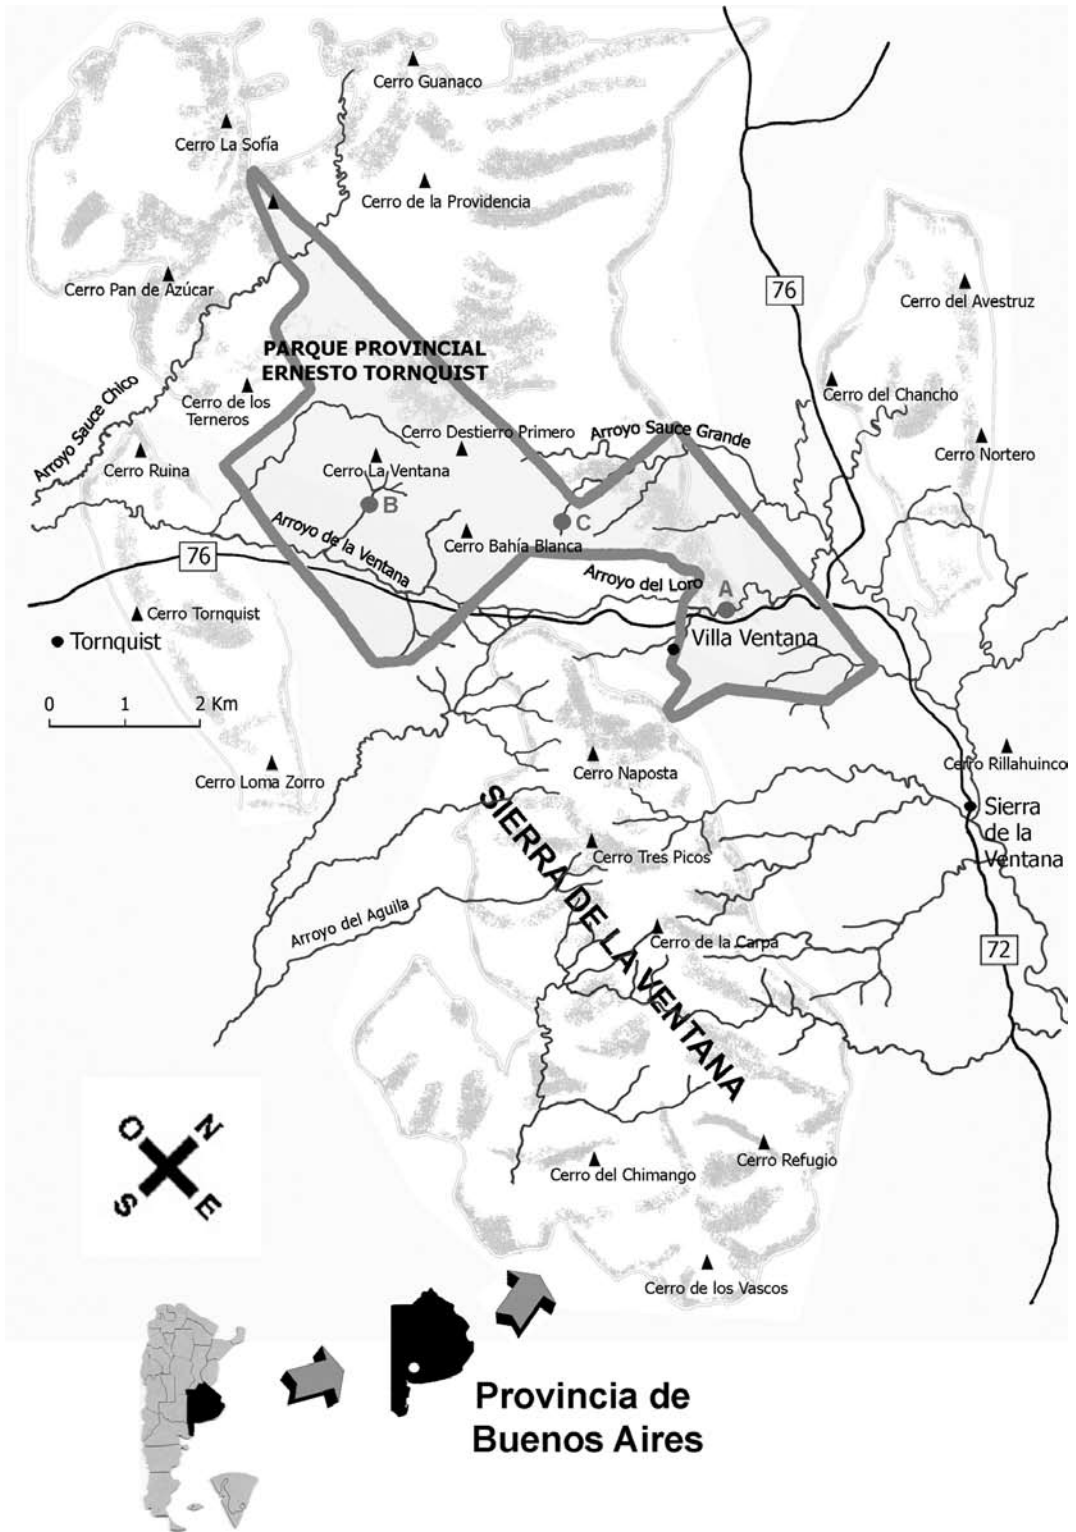 Cerro Guanaco
Cerro La Sofía
Cerro de la Providencia
Cerro Pan de Azúcar
76
Cerro del Avestruz
PARQUE PROVINCIAL
ERNESTO TORNQUIST
Cerro de los
Terneros
Cerro del Chancho
Arroyo Sauce Chico
Cerro Destierro Primero
Arroyo Sauce Grande
Cerro Ruina
Cerro La Ventana
Cerro Nortero
B
C
Arroyo de la Ventana
Cerro Bahía Blanca
76
Arroyo del Loro
A
Cerro Tornquist
Tornquist
Villa Ventana
0 1 2 Km
Cerro Loma Zorro
Cerro Naposta
Cerro Rillahuinco
Sierra
de la
Ventana
SIERRA DE LA VENTANA
Cerro Tres Picos
Arroyo del Aguila
Cerro de la Carpa
72
O
N
S
E
Cerro del Chimango
Cerro Refugio
Cerro de los Vascos
Provincia de
Buenos Aires